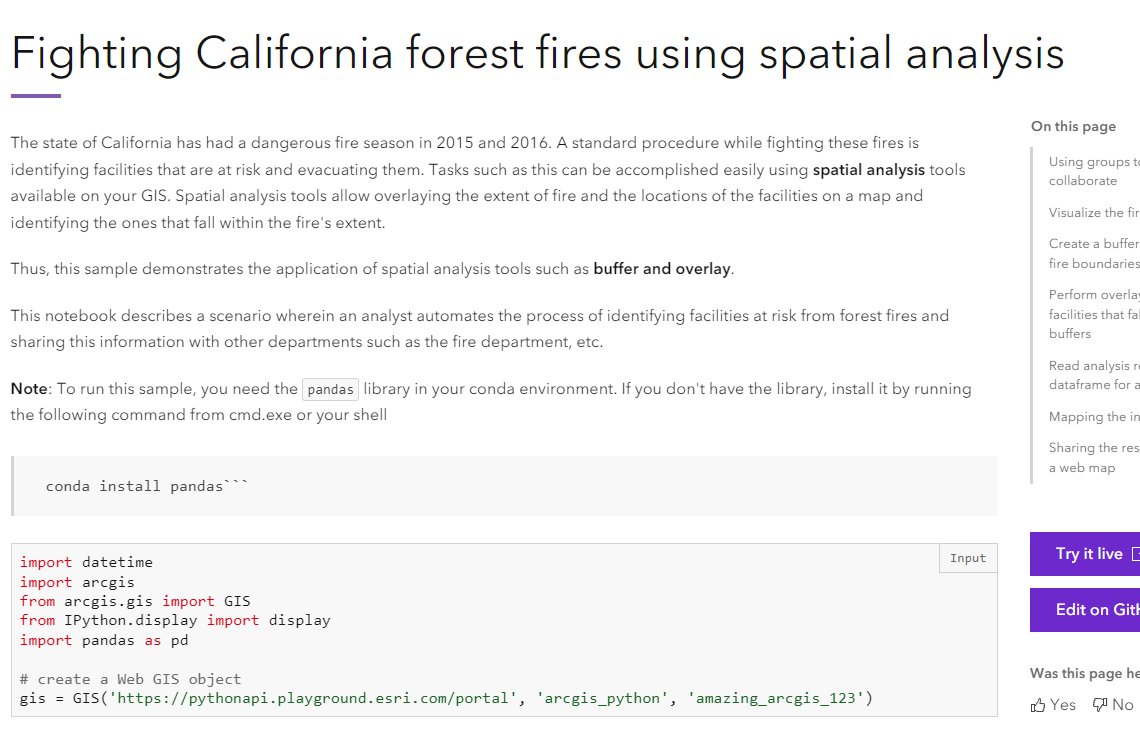 Fighting California forest fires using spatial analysis
The state of California has had a dangerous fire season in 2015 and 2016. A standard procedure while fighting these fires is
identifying facilities that are at risk and evacuating them. Tasks such as this can be accomplished easily using spatial analysis tools
available on your GIS. Spatial analysis tools allow overlaying the extent of fire and the locations of the facilities on a map and
identifying the ones that fall within the fire's extent.
Thus, this sample demonstrates the application of spatial analysis tools such as buffer and overlay.
This notebook describes a scenario wherein an analyst automates the process of identifying facilities at risk from forest fires and
sharing this information with other departments such as the fire department, etc.
Note: To run this sample, you need the pandas library in your conda environment. If you don't have the library, install it by running
the following command from cmd.exe or your shell
conda install pandas```
Input
import datetime
import arcgis
from arcgis.gis import GIS
from IPython.display import display
import pandas as pd
# create a Web GIS object
gis = GIS('https://pythonapi.playground.esri.com/portal', 'arcgis_python', 'amazing_arcgis_123')
On this page
Using groups to
collaborate
Visualize the fir
Create a buffer
fire boundaries
Perform overlay
facilities that fal
buffers
Read analysis re
dataframe for a
Mapping the in
Sharing the res
a web map
Try it live
Edit on Git
Was this page he
Yes No